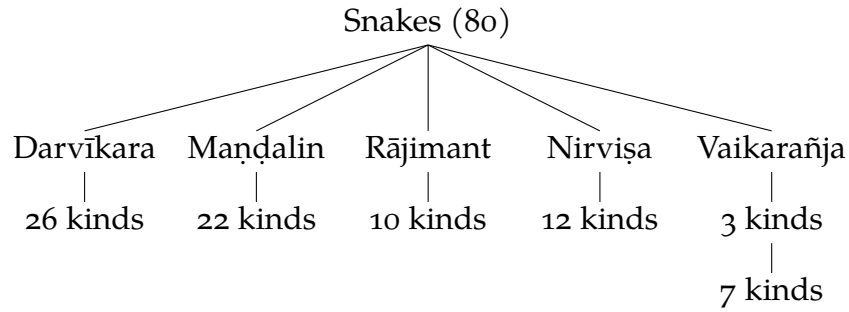 Snakes (80)
Darvīkara Maṇḍalin Rājimant Nirviṣa Vaikarañja
26 kinds 22 kinds 10 kinds 12 kinds 3 kinds
7 kinds